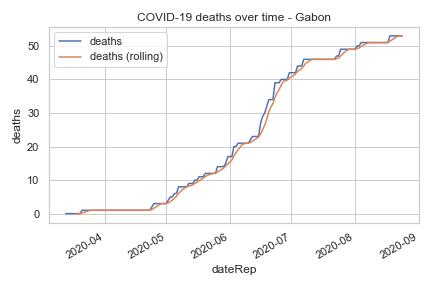 COVID-19 deaths over time - Gabon
deaths
deaths (rolling)
deaths
50
40
30
20
10
0
2020-04
2020-05
2020-06
2020-07
2020-08
2020-09
dateRep